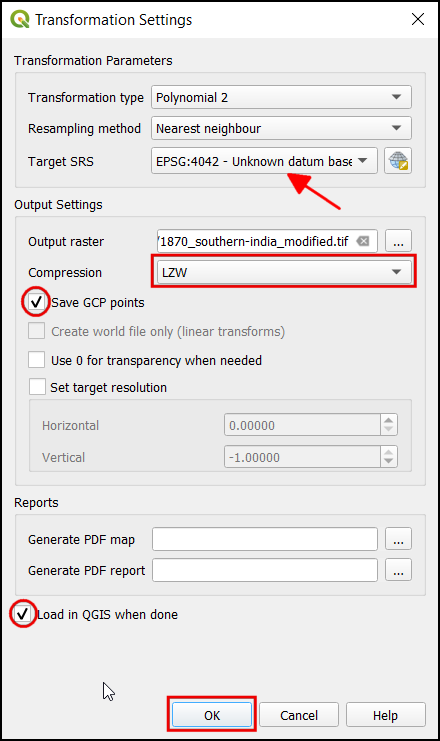 Transformation Settings
Transformation Parameters
Transformation type Polynomial 2
Resampling method Nearest neighbour
Target SRS EPSG:4042 - Unknown datum base
Output Settings
Output raster /1870_southern-india_modified.tif ...
Compression LZW
Save GCP points
Create world file only (linear transforms)
Use 0 for transparency when needed
Set target resolution
Horizontal 0.00000
Vertical -1.00000
Reports
Generate PDF map ...
Generate PDF report ...
Load in QGIS when done
OK Cancel Help